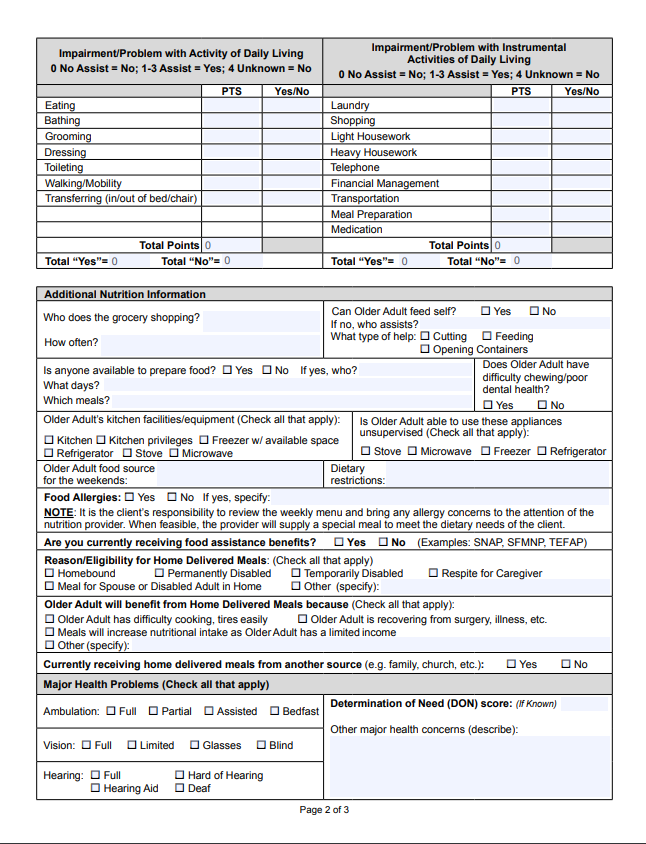 Impairment/Problem with Activity of Daily Living
0 No Assist = No; 1-3 Assist = Yes; 4 Unknown = No
Impairment/Problem with Instrumental
Activities of Daily Living
0 No Assist = No; 1-3 Assist = Yes; 4 Unknown = No
PTS Yes/No PTS Yes/No
Eating Laundry
Bathing Shopping
Grooming Light Housework
Dressing Heavy Housework
Toileting Telephone
Walking/Mobility Financial Management
Transferring (in/out of bed/chair) Transportation
Meal Preparation
Medication
Total Points 0 Total Points 0
Total “Yes”= 0 Total “No”= 0 Total “Yes”= 0 Total “No”= 0
Additional Nutrition Information
Who does the grocery shopping?
How often?
Can Older Adult feed self? ☐ Yes ☐ No
If no, who assists?
What type of help: ☐ Cutting ☐ Feeding
☐ Opening Containers
Is anyone available to prepare food? ☐ Yes ☐ No If yes, who?
What days?
Which meals?
Does Older Adult have
difficulty chewing/poor
dental health?
☐ Yes ☐ No
Older Adult's kitchen facilities/equipment (Check all that apply):
☐ Kitchen ☐ Kitchen privileges ☐ Freezer w/ available space
☐ Refrigerator ☐ Stove ☐ Microwave
Is Older Adult able to use these appliances
unsupervised (Check all that apply):
☐ Stove ☐ Microwave ☐ Freezer ☐ Refrigerator
Older Adult food source
for the weekends:
Dietary
restrictions:
Food Allergies: ☐ Yes ☐ No If yes, specify:
NOTE: It is the client's responsibility to review the weekly menu and bring any allergy concerns to the attention of the
nutrition provider. When feasible, the provider will supply a special meal to meet the dietary needs of the client.
Are you currently receiving food assistance benefits? ☐ Yes ☐ No (Examples: SNAP, SFMNP, TEFAP)
Reason/Eligibility for Home Delivered Meals: (Check all that apply)
☐ Homebound ☐ Permanently Disabled ☐ Temporarily Disabled ☐ Respite for Caregiver
☐ Meal for Spouse or Disabled Adult in Home ☐ Other (specify):
Older Adult will benefit from Home Delivered Meals because (Check all that apply):
☐ Older Adult has difficulty cooking, tires easily ☐ Older Adult is recovering from surgery, illness, etc.
☐ Meals will increase nutritional intake as Older Adult has a limited income
☐ Other (specify):
Currently receiving home delivered meals from another source (e.g. family, church, etc.): ☐ Yes ☐ No
Major Health Problems (Check all that apply)
Ambulation: ☐ Full ☐ Partial ☐ Assisted ☐ Bedfast
Vision: ☐ Full ☐ Limited ☐ Glasses ☐ Blind
Hearing: ☐ Full ☐ Hard of Hearing
☐ Hearing Aid ☐ Deaf
Determination of Need (DON) score: (If Known)
Other major health concerns (describe):
Page 2 of 3